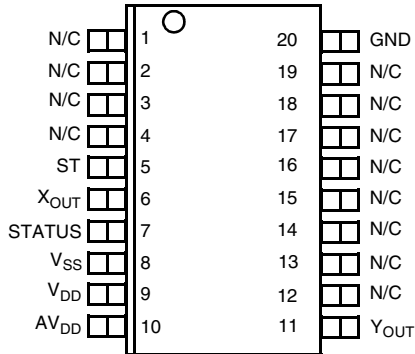 N/C 1 20 GND
N/C 2 19 N/C
N/C 3 18 N/C
N/C 4 17 N/C
ST 5 16 N/C
XOUT 6 15 N/C
STATUS 7 14 N/C
VSS 8 13 N/C
VDD 9 12 N/C
AVDD 10 11 YOUT